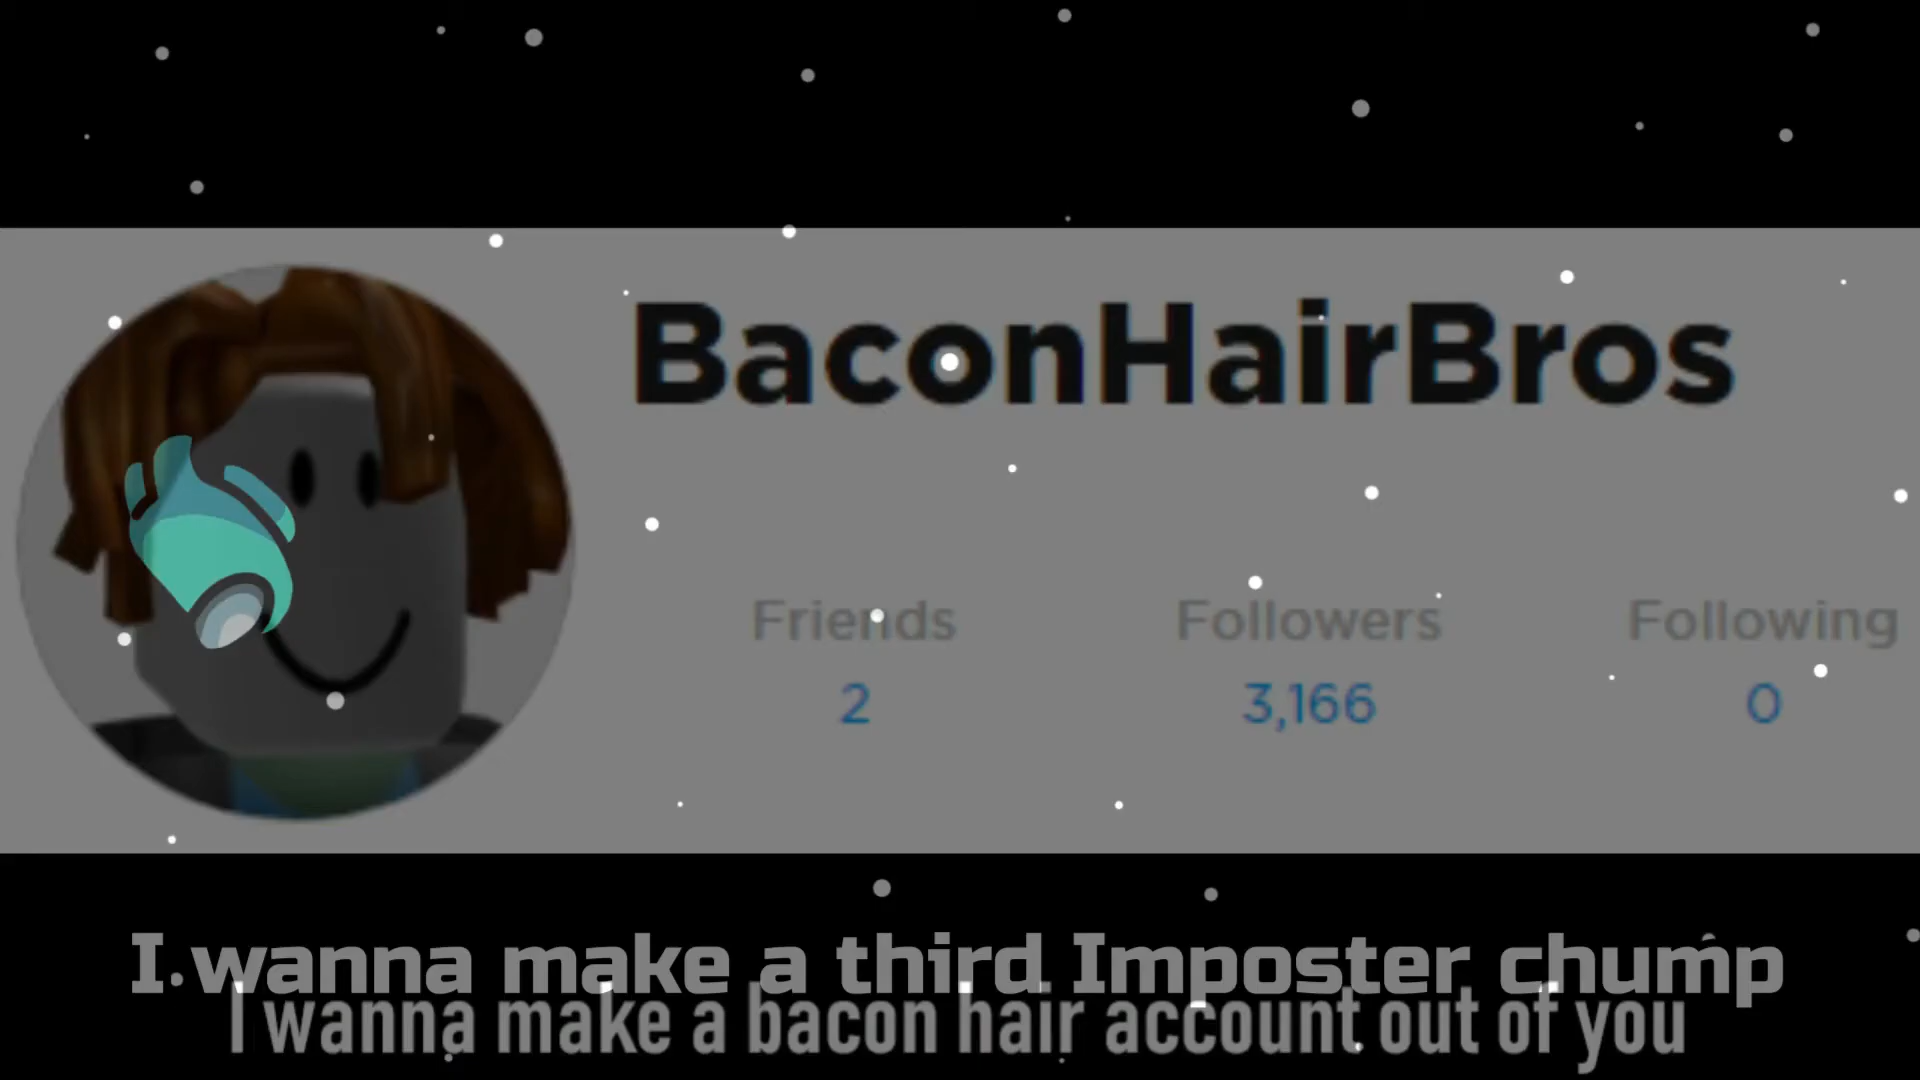 BaconHairBros
Friends Followers Following
2 3,166 0
I wanna make a third Imposter chump
I wanna make a bacon hair account out of you